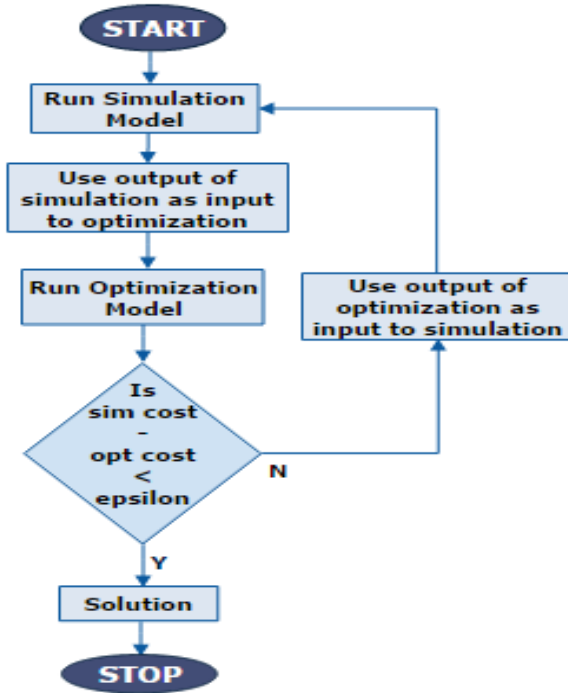 START
Run Simulation
Model
Use output of
simulation as input
to optimization
Run Optimization
Model
Use output of
optimization as
input to simulation
Is
sim cost
-
opt cost
<
epsilon
N
Y
Solution
STOP